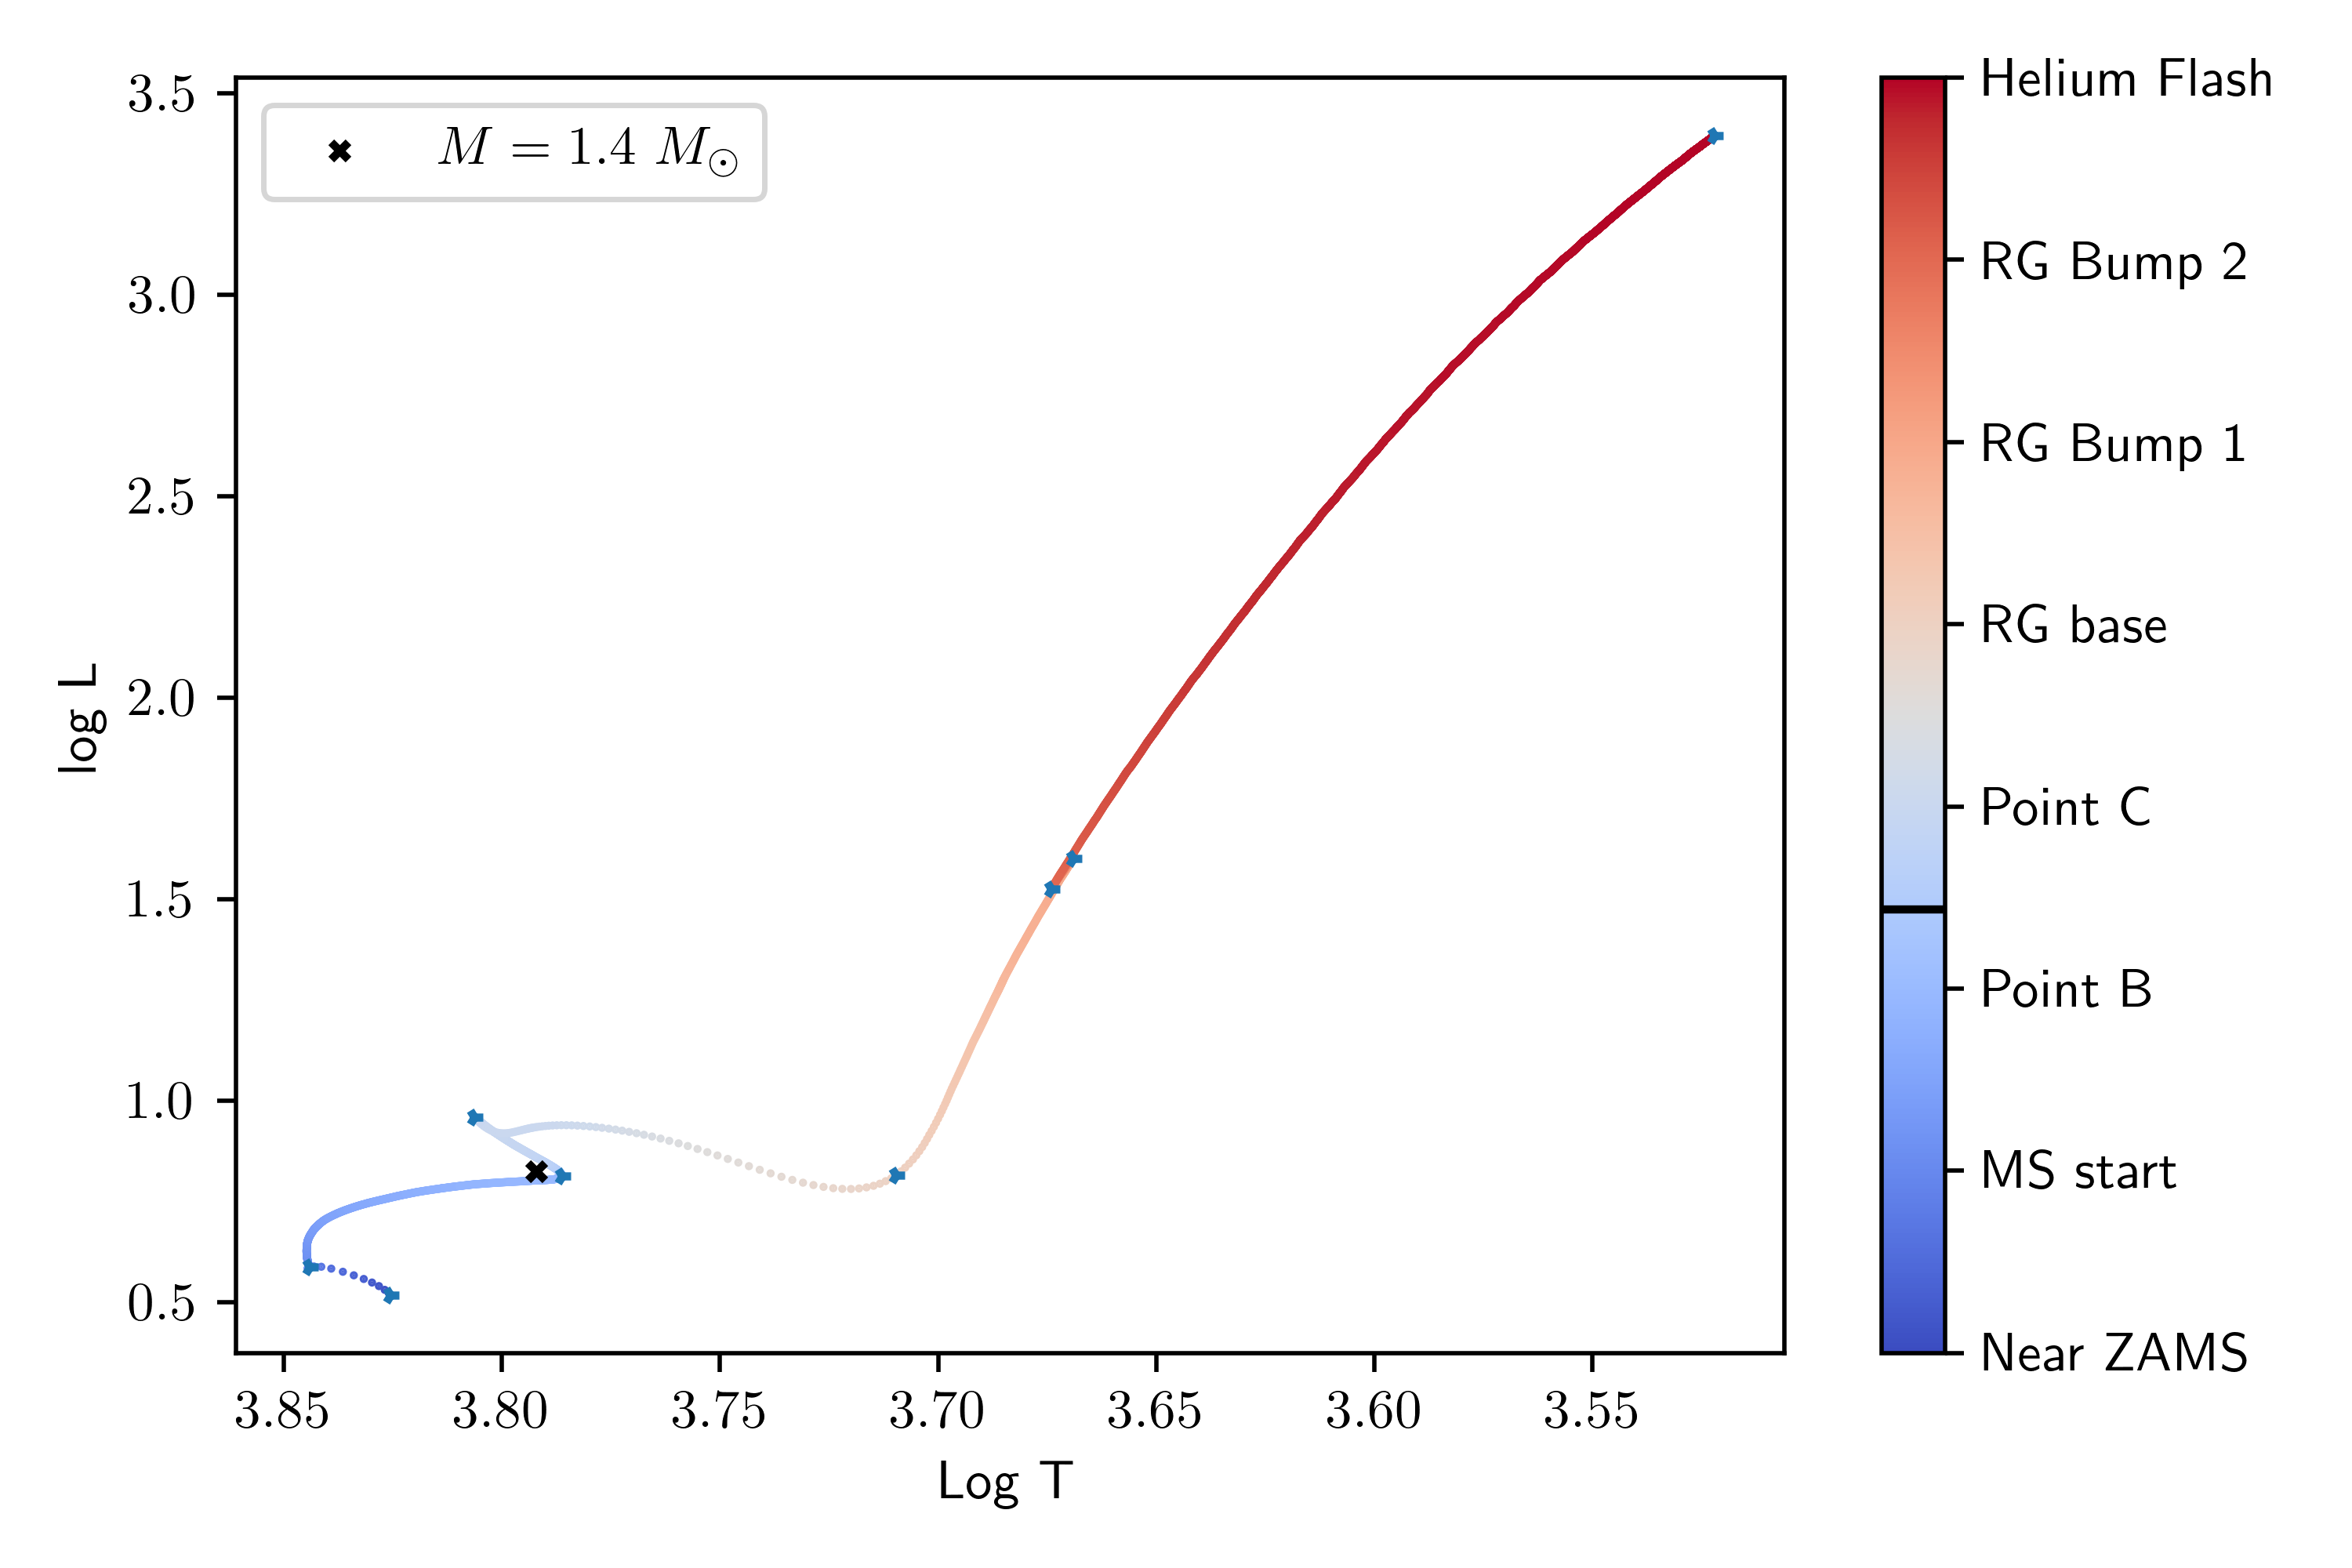 M = 1.4 M⊙
3.5
3.0
2.5
2.0
1.5
1.0
0.5
log L
3.85 3.80 3.75 3.70 3.65 3.60 3.55
Log T
Helium Flash
RG Bump 2
RG Bump 1
RG base
Point C
Point B
MS start
Near ZAMS